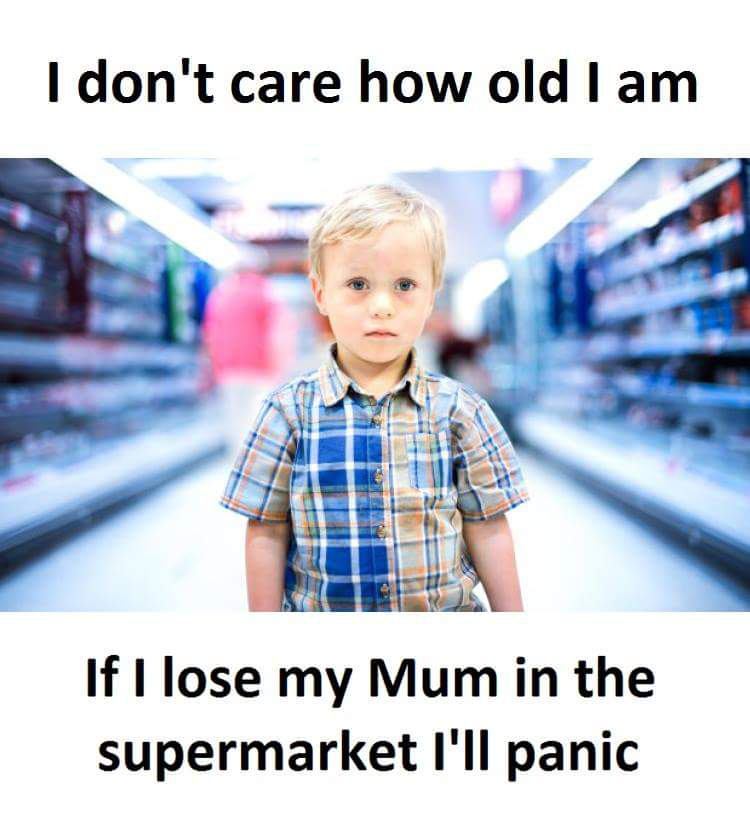 I don't care how old I am
If I lose my Mum in the
supermarket I'll panic